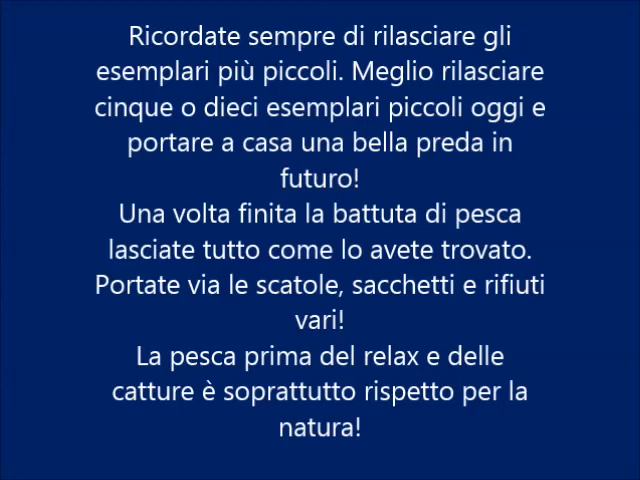 Ricordate sempre di rilasciare gli
esemplari più piccoli. Meglio rilasciare
cinque o dieci esemplari piccoli oggi e
portare a casa una bella preda in
futuro!
Una volta finita la battuta di pesca
lasciate tutto come lo avete trovato.
Portate via le scatole, sacchetti e rifiuti
vari!
La pesca prima del relax e delle
catture è soprattutto rispetto per la
natura!